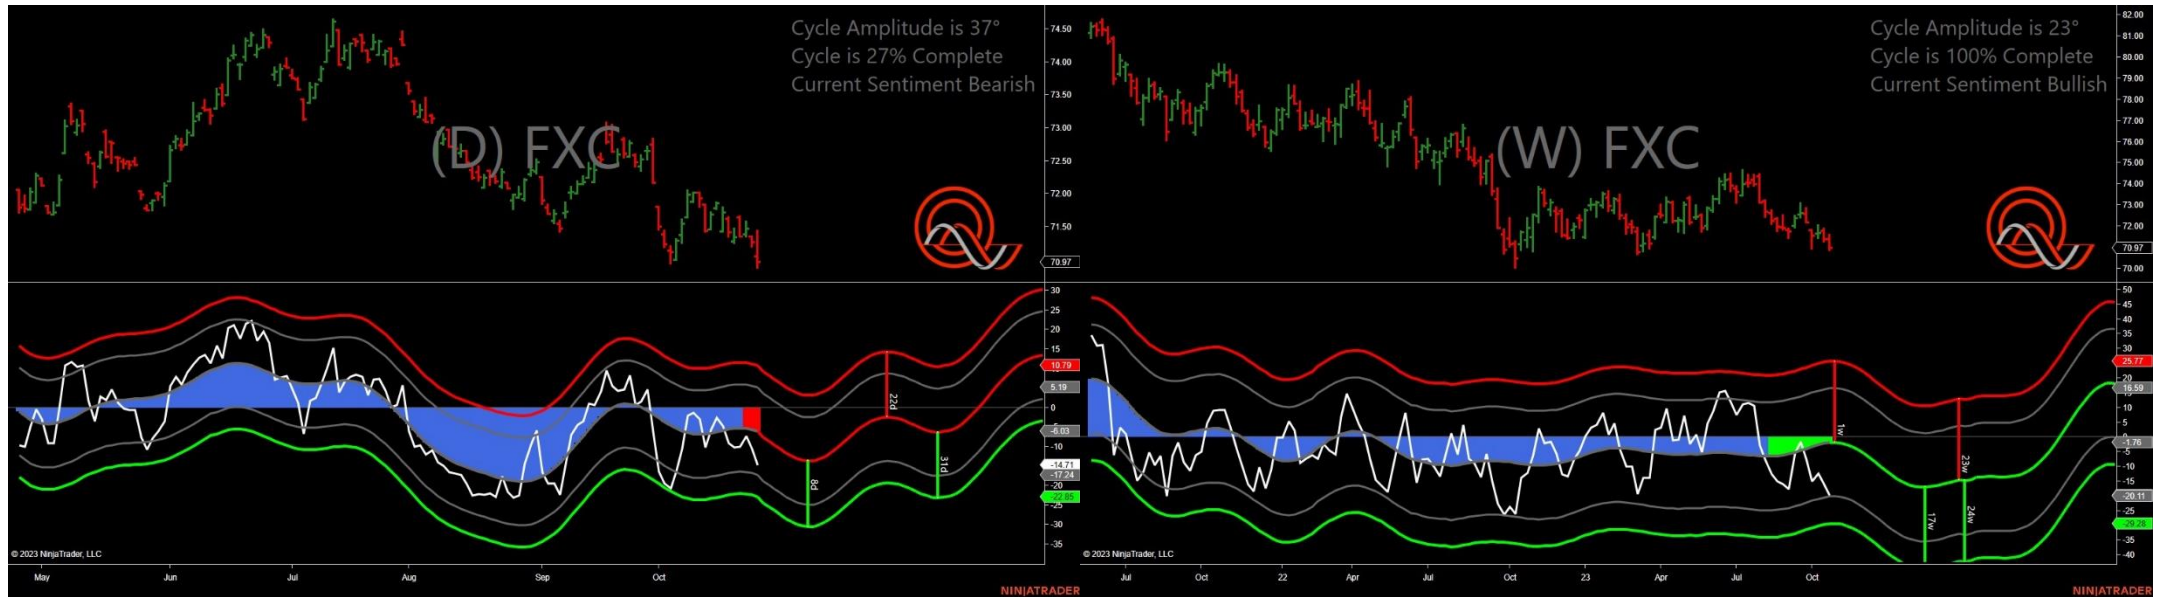 Cycle Amplitude is 37°
Cycle is 27% Complete
Current Sentiment Bearish
(D) FXC
74.50
74.00
73.50
73.00
72.50
72.00
71.50
70.97
30
25
20
15
10.79
5.19
0
-6.03
-10
-14.71
-17.24
-20
-22.85
-25
-30
-35
8d
22d
31d
© 2023 NinjaTrader, LLC
May Jun Jul Aug Sep Oct
NINJATRADER
Cycle Amplitude is 23°
Cycle is 100% Complete
Current Sentiment Bullish
(W) FXC
82.00
81.00
80.00
79.00
78.00
77.00
76.00
75.00
74.00
73.00
72.00
70.97
70.00
50
45
40
35
30
25.77
20
16.59
10
5
-1.76
-5
-10
-15
-20.11
-25
-29.28
-35
-40
1w
17w
23w
24w
© 2023 NinjaTrader, LLC
Jul Oct 22 Apr Jul Oct 23 Apr Jul Oct
NINJATRADER